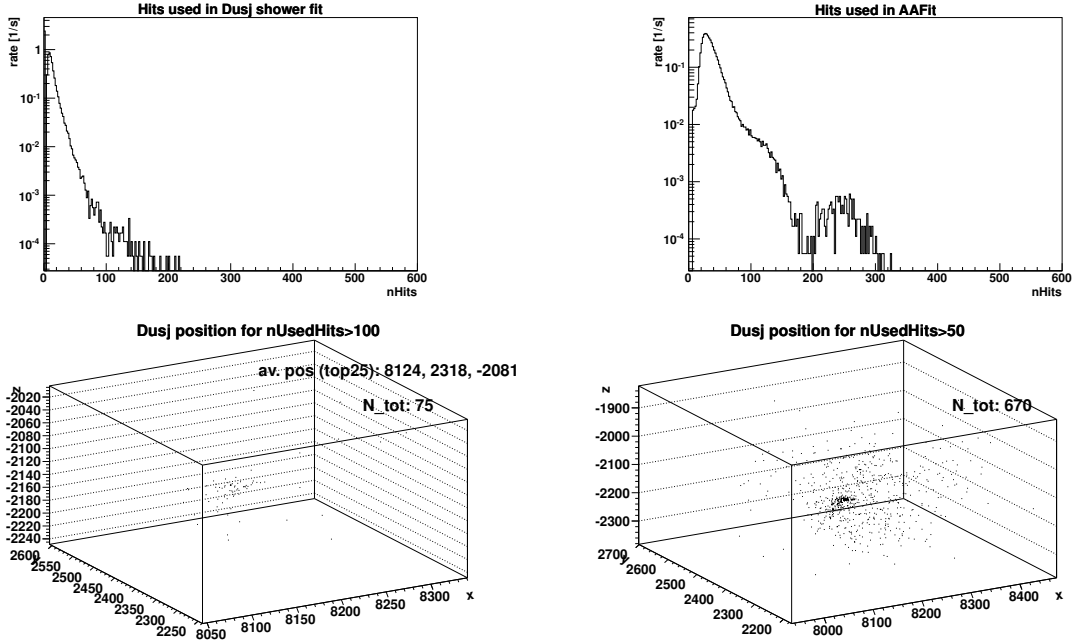 Hits used in Dusj shower fit
rate [1/s]
1
10-1
10-2
10-3
10-4
0 100 200 300 400 500 600
nHits
Hits used in AAFit
rate [1/s]
10-1
10-2
10-3
10-4
0 100 200 300 400 500 600
nHits
Dusj position for nUsedHits>100
av. pos (top25): 8124, 2318, -2081
N_tot: 75
z
-2020
-2040
-2060
-2080
-2100
-2120
-2140
-2160
-2180
-2200
-2220
-2240
2600
2550
2500
2450
2400
2350
2300
2250
y
8050 8100 8150 8200 8250 8300
x
Dusj position for nUsedHits>50
N_tot: 670
z
-1900
-2000
-2100
-2200
-2300
2700
2600
2500
2400
2300
2200
y
8000 8100 8200 8300 8400
x